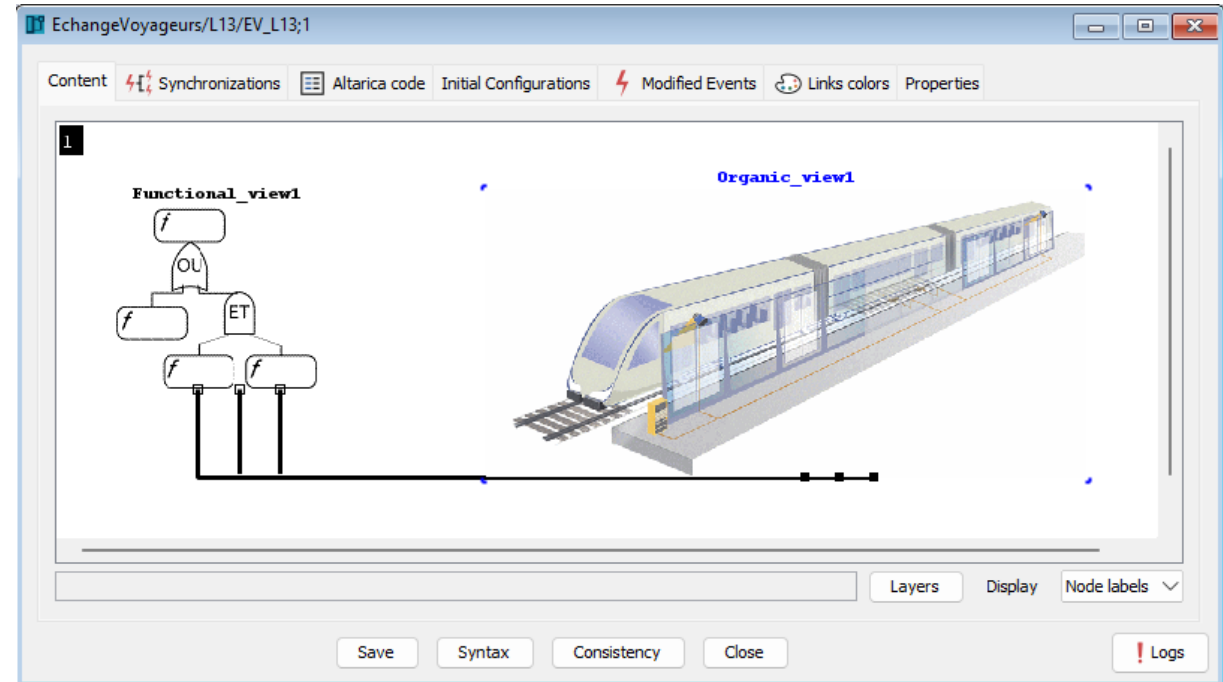 EchangeVoyageurs/L13/EV_L13;1
Content Synchronizations Altarica code Initial Configurations Modified Events Links colors Properties
1
Functional_view1
Organic_view1
f
OU
f
ET
f f
Layers Display Node labels
Save Syntax Consistency Close Logs